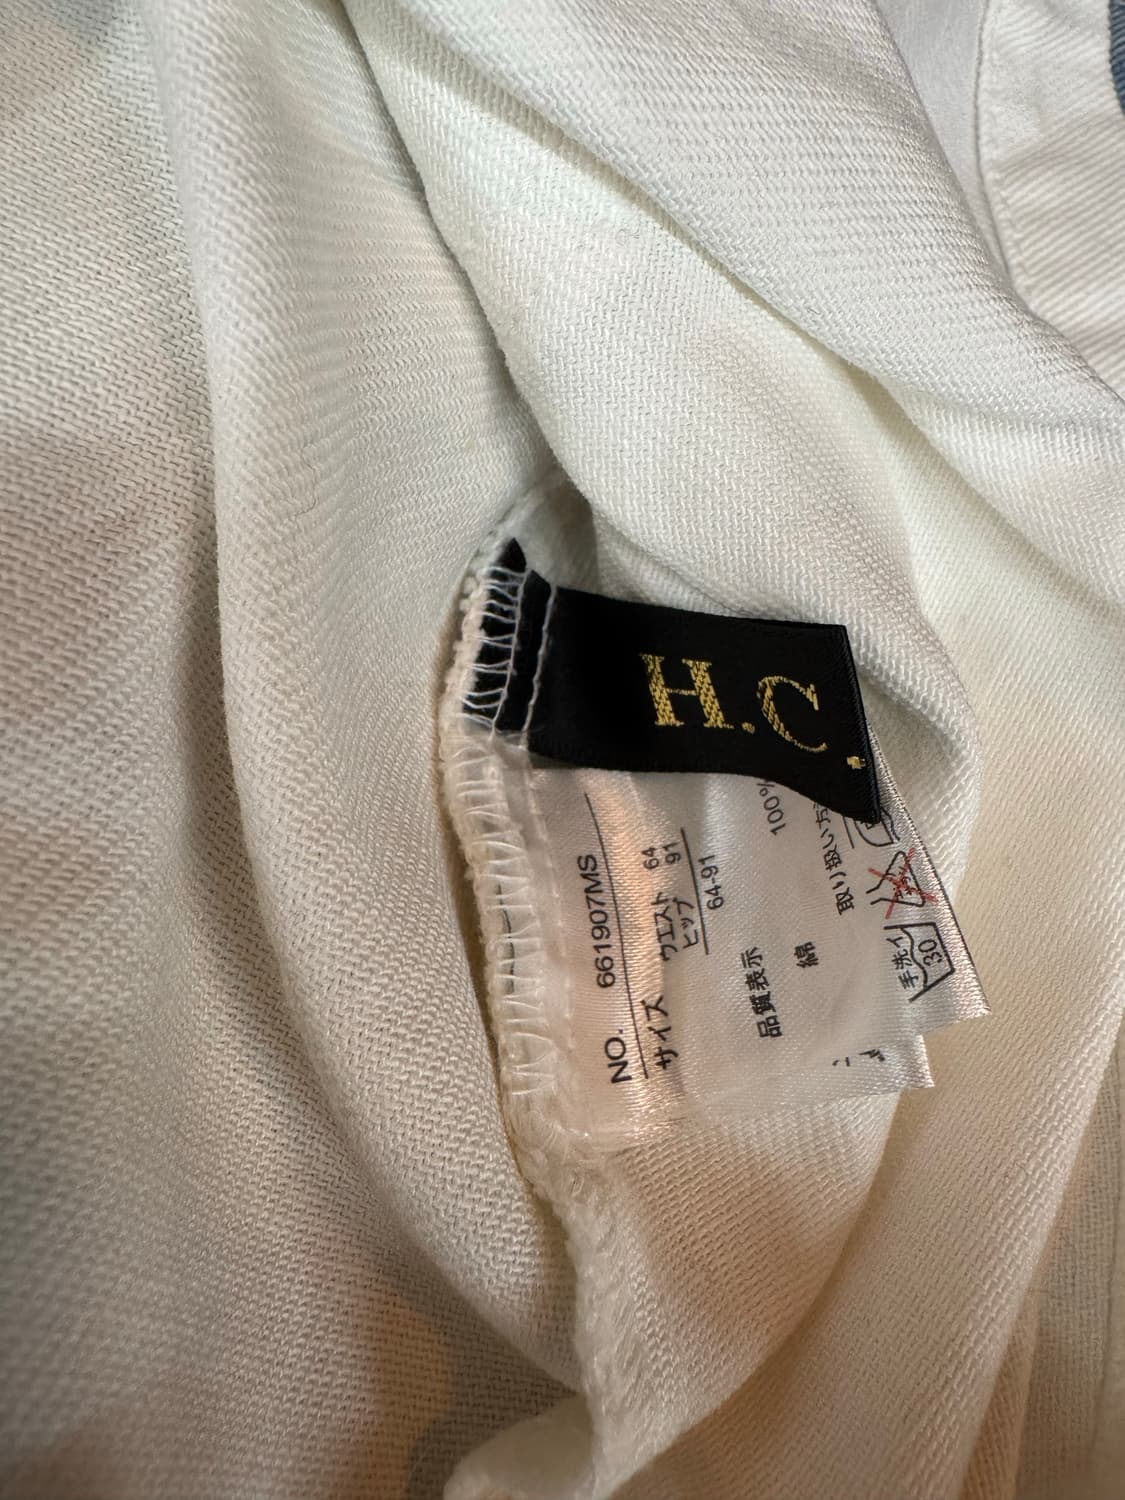 H.C.
NO. 661907MS
サイズ ウエスト 64
ヒップ 91
64-91
品質表示
綿 100%
取り扱い方
手洗イ
30